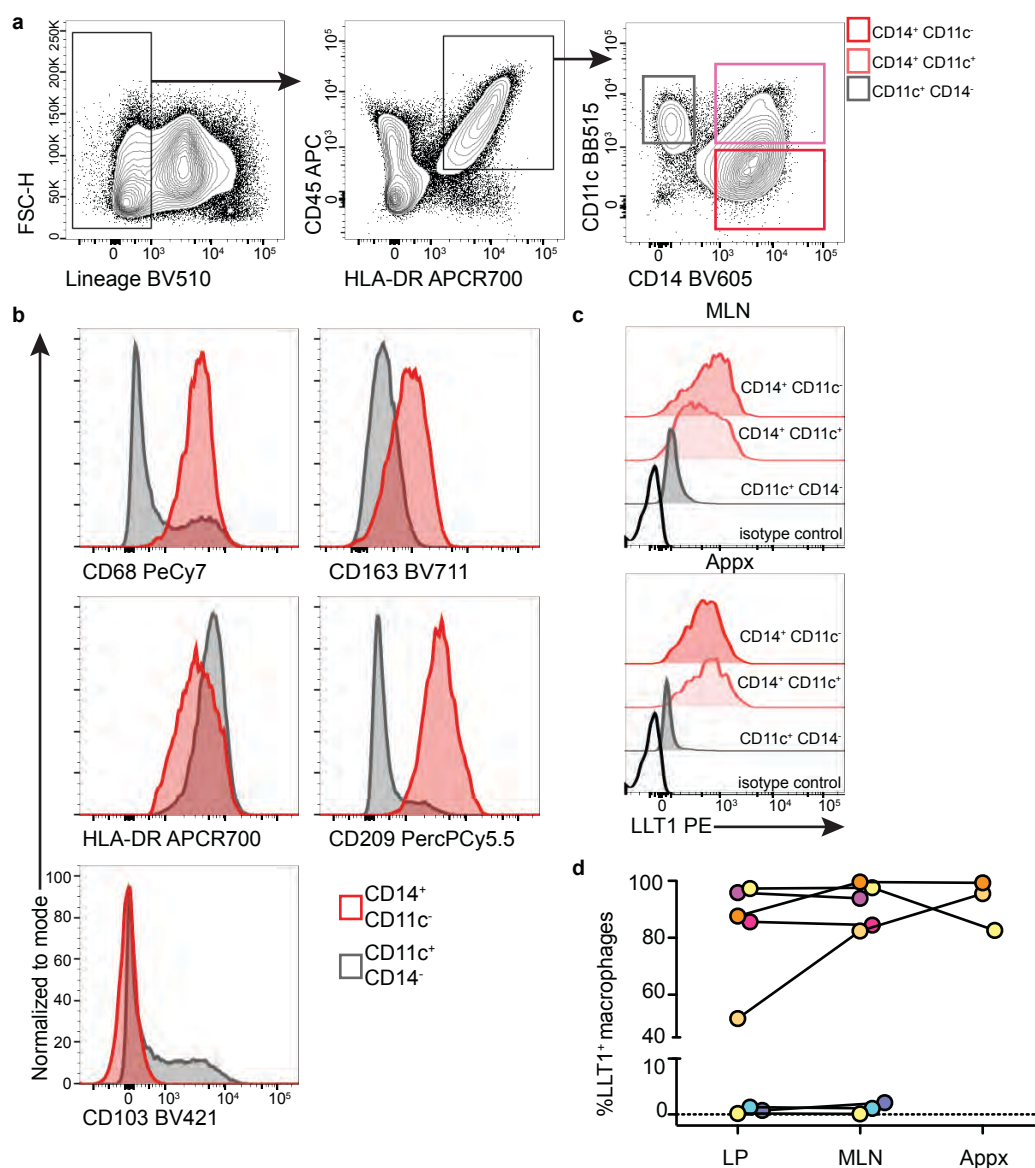 a
250K
200K
150K
100K
50K
0
FSC-H
0 10³ 10⁴ 10⁵
Lineage BV510
10⁵
10⁴
10³
0
CD45 APC
0 10³ 10⁴ 10⁵
HLA-DR APCR700
10⁵
10⁴
10³
0
CD11c BB515
0 10³ 10⁴ 10⁵
CD14 BV605
CD14⁺ CD11c⁻
CD14⁺ CD11c⁺
CD11c⁺ CD14⁻
b
CD68 PeCy7
CD163 BV711
HLA-DR APCR700
CD209 PercPCy5.5
Normalized to mode
100
80
60
40
20
0
0 10³ 10⁴ 10⁵
CD103 BV421
CD14⁺
CD11c⁻
CD11c⁺
CD14⁻
c
MLN
CD14⁺ CD11c⁻
CD14⁺ CD11c⁺
CD11c⁺ CD14⁻
isotype control
0 10³ 10⁴ 10⁵
Appx
CD14⁺ CD11c⁻
CD14⁺ CD11c⁺
CD11c⁺ CD14⁻
isotype control
0 10³ 10⁴ 10⁵
LLT1 PE
d
%LLT1⁺ macrophages
100
80
60
40
10
0
LP MLN Appx